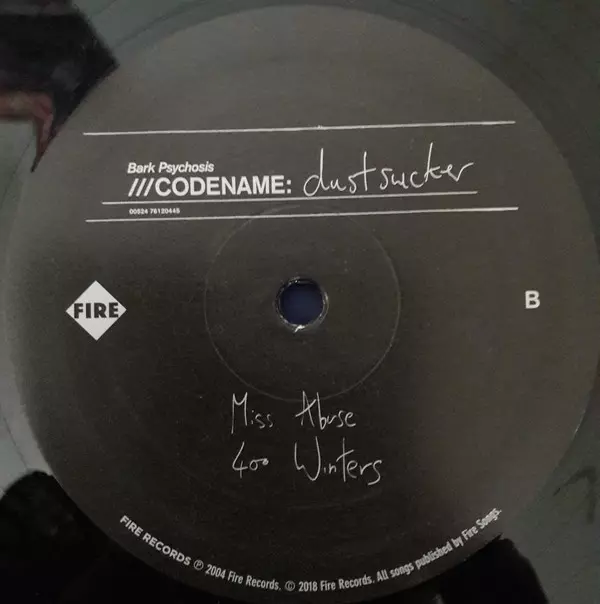 Bark Psychosis
///CODENAME: dustsucker
00524 76120445
FIRE
B
Miss Abuse
400 Winters
FIRE RECORDS ℗ 2004 Fire Records, © 2018 Fire Records. All songs published by Fire Songs.